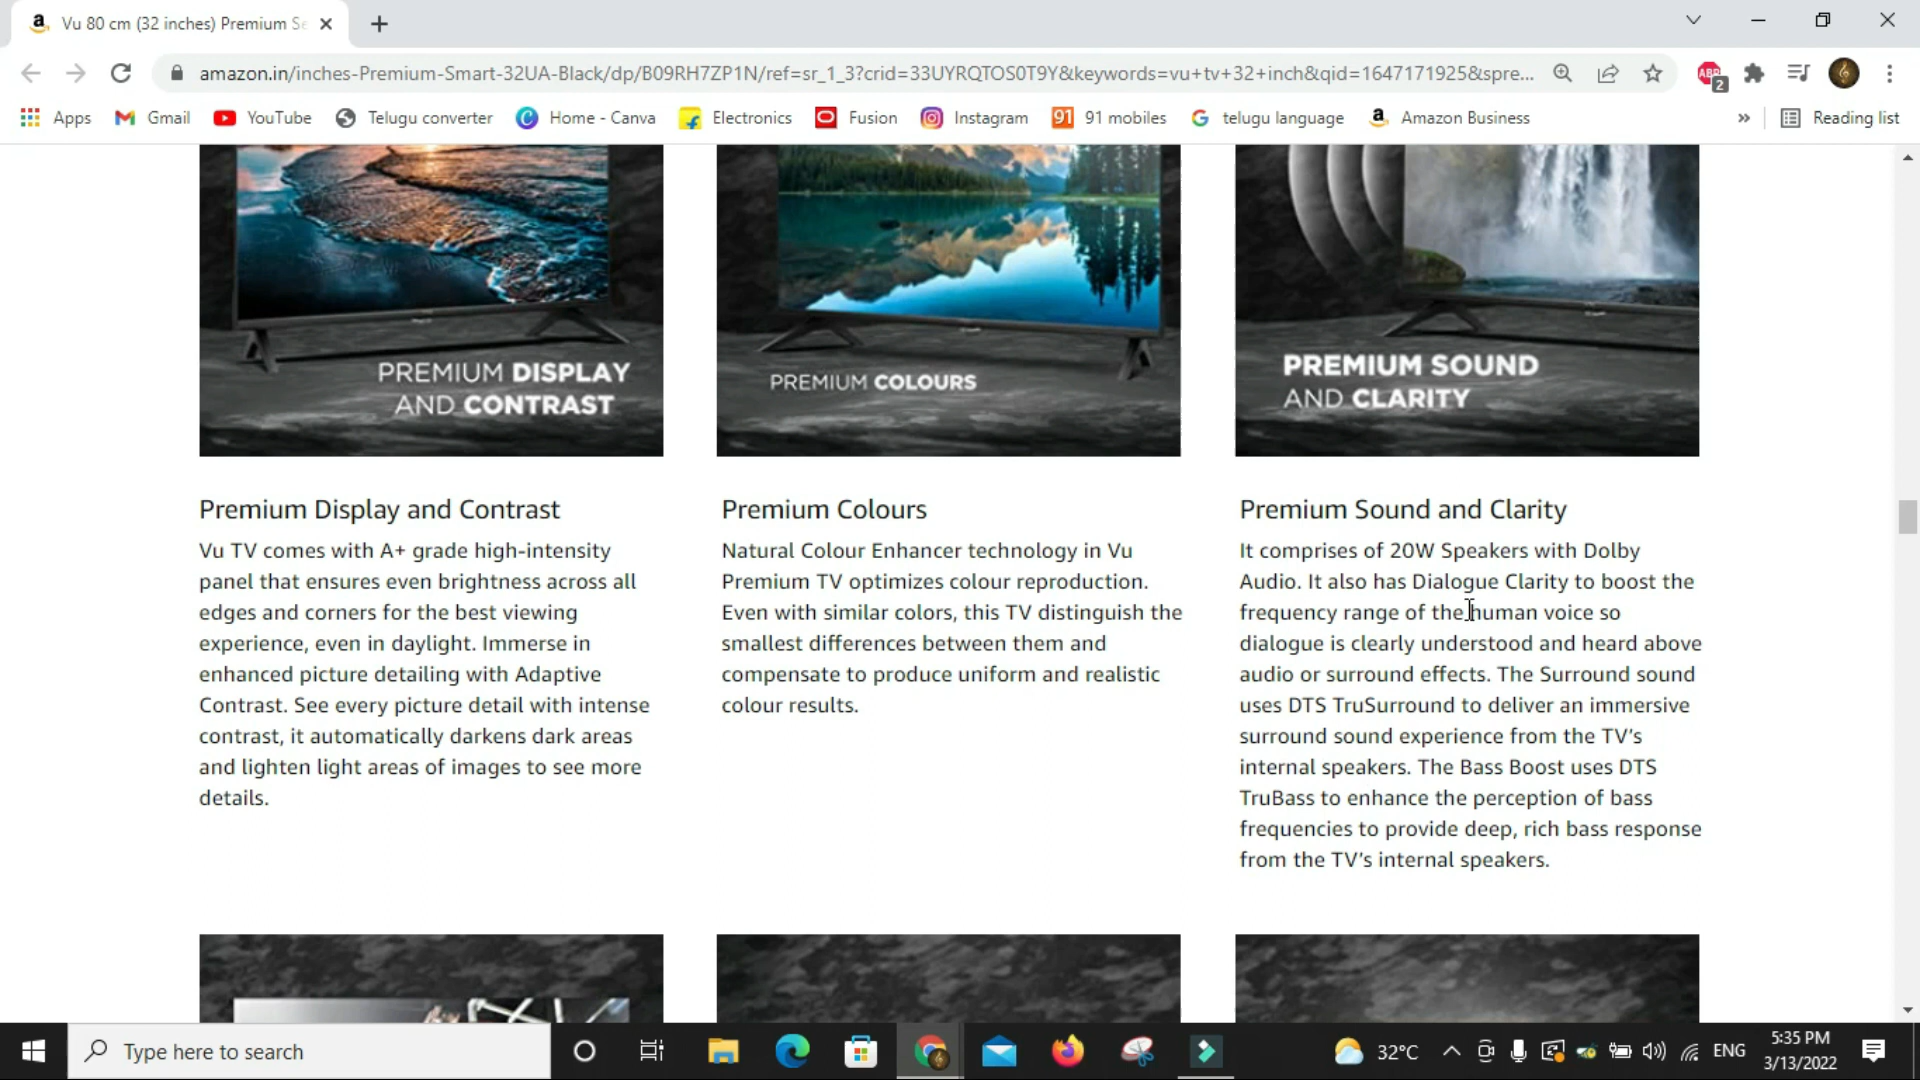 Vu 80 cm (32 inches) Premium Se
amazon.in/inches-Premium-Smart-32UA-Black/dp/B09RH7ZP1N/ref=sr_1_3?crid=33UYRQTOS0T9Y&keywords=vu+tv+32+inch&qid=1647171925&spre...
ABP 2
Apps Gmail YouTube Telugu converter Home - Canva Electronics Fusion Instagram 91 91 mobiles telugu language Amazon Business » Reading list
PREMIUM DISPLAY
AND CONTRAST
PREMIUM COLOURS
PREMIUM SOUND
AND CLARITY
Premium Display and Contrast
Vu TV comes with A+ grade high-intensity
panel that ensures even brightness across all
edges and corners for the best viewing
experience, even in daylight. Immerse in
enhanced picture detailing with Adaptive
Contrast. See every picture detail with intense
contrast, it automatically darkens dark areas
and lighten light areas of images to see more
details.
Premium Colours
Natural Colour Enhancer technology in Vu
Premium TV optimizes colour reproduction.
Even with similar colors, this TV distinguish the
smallest differences between them and
compensate to produce uniform and realistic
colour results.
Premium Sound and Clarity
It comprises of 20W Speakers with Dolby
Audio. It also has Dialogue Clarity to boost the
frequency range of the human voice so
dialogue is clearly understood and heard above
audio or surround effects. The Surround sound
uses DTS TruSurround to deliver an immersive
surround sound experience from the TV's
internal speakers. The Bass Boost uses DTS
TruBass to enhance the perception of bass
frequencies to provide deep, rich bass response
from the TV's internal speakers.
Type here to search
32°C
ENG
5:35 PM
3/13/2022